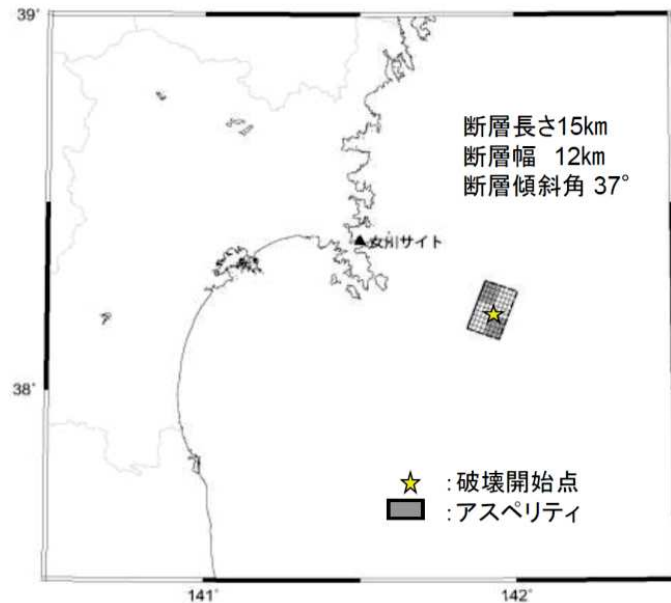 39°
断層長さ15km
断層幅 12km
断層傾斜角 37°
女川サイト
38°
:破壊開始点
:アスペリティ
141°
142°